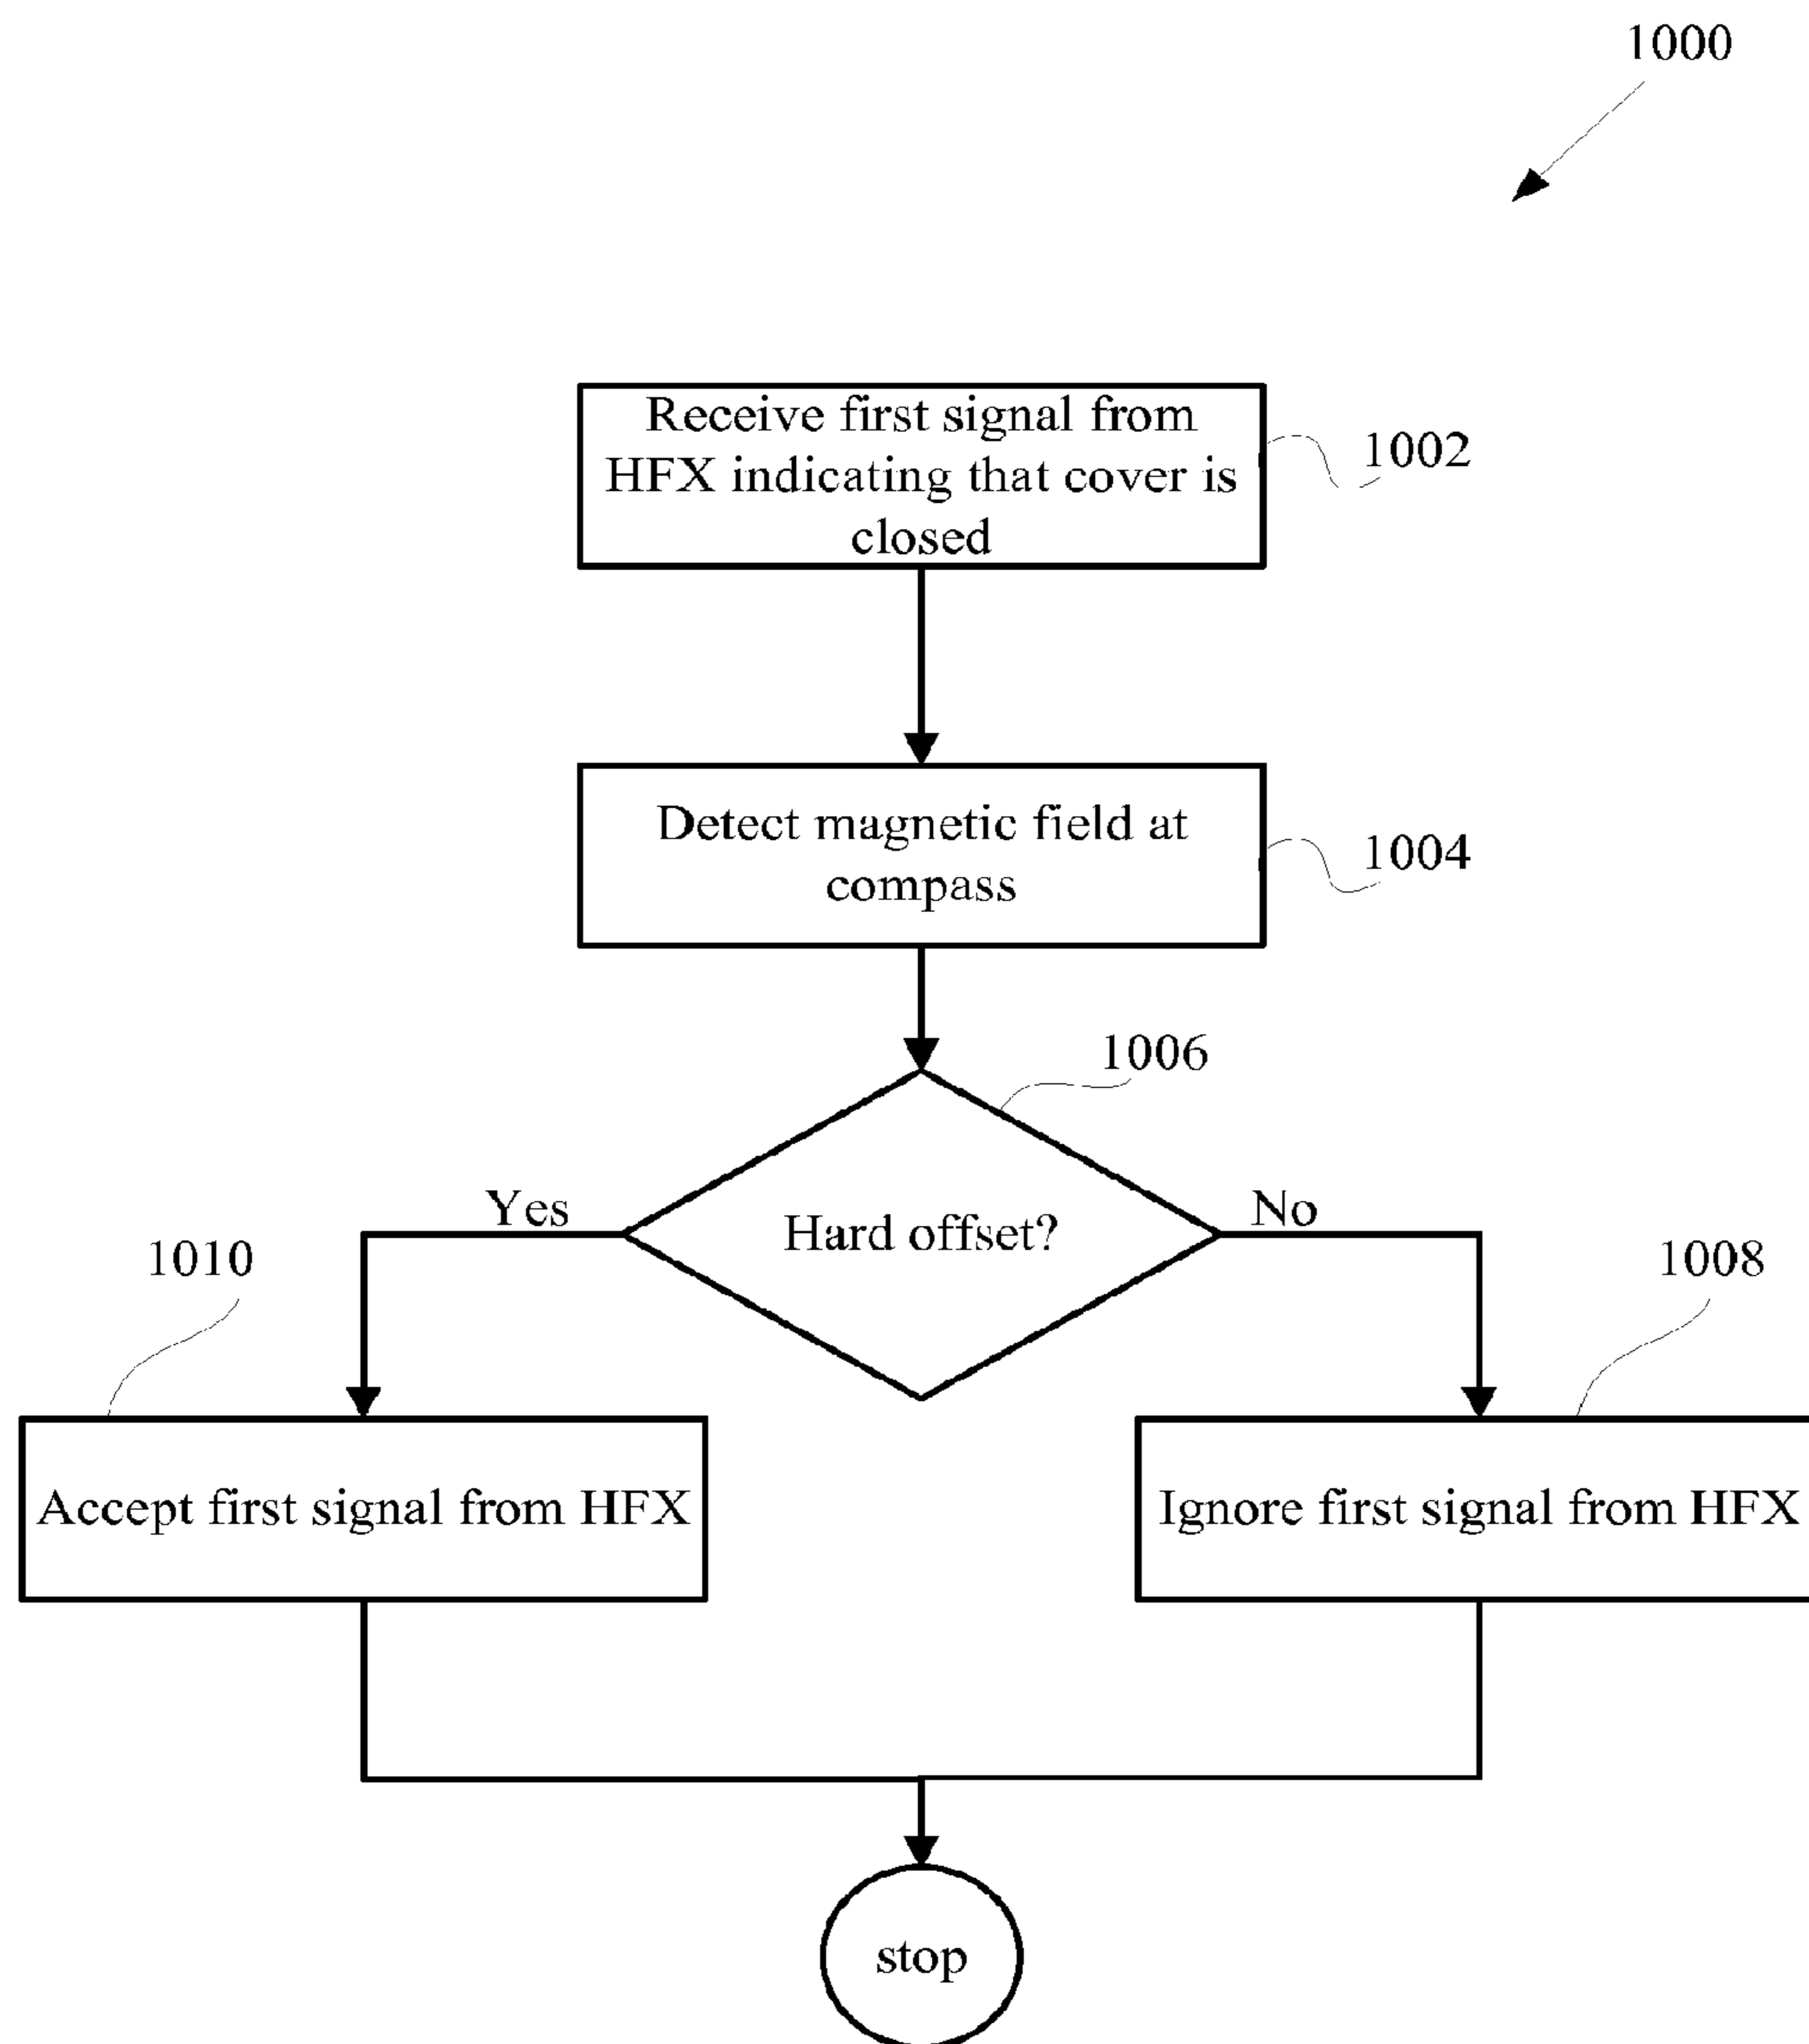 1000
Receive first signal from
HFX indicating that cover is
closed
1002
Detect magnetic field at
compass
1004
1006
Yes
Hard offset?
No
1010
1008
Accept first signal from HFX
Ignore first signal from HFX
stop